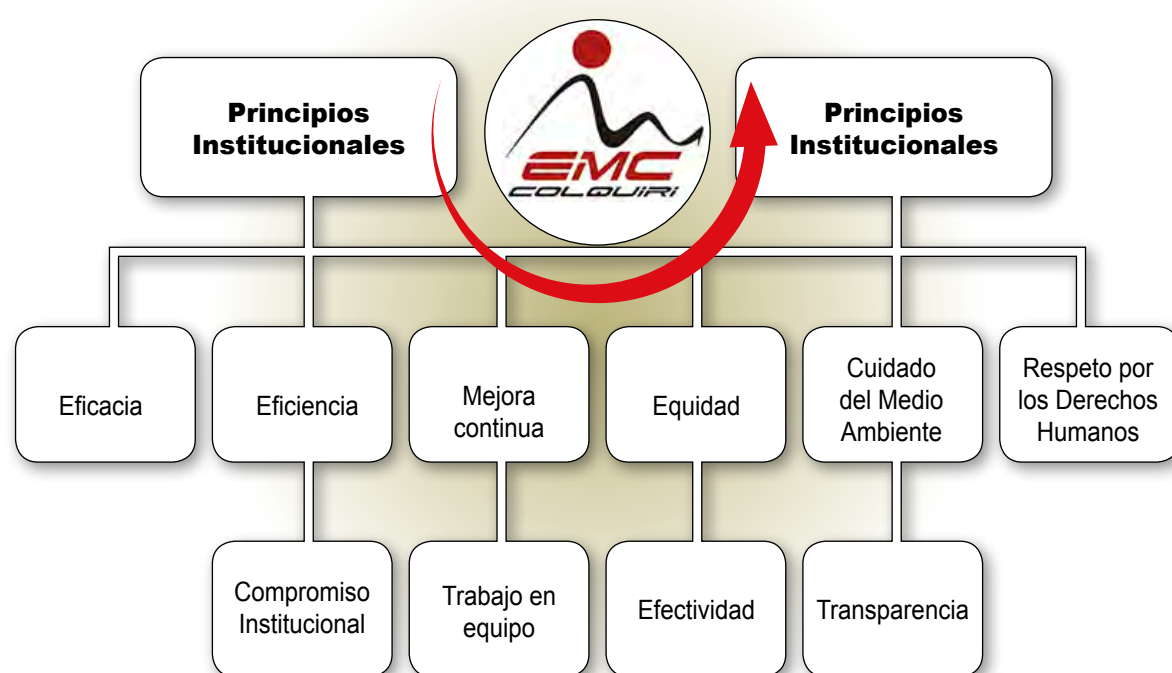 Principios
Institucionales
EMC
COLQUIRI
Principios
Institucionales
Eficacia
Eficiencia
Mejora
continua
Equidad
Cuidado
del Medio
Ambiente
Respeto por
los Derechos
Humanos
Compromiso
Institucional
Trabajo en
equipo
Efectividad
Transparencia